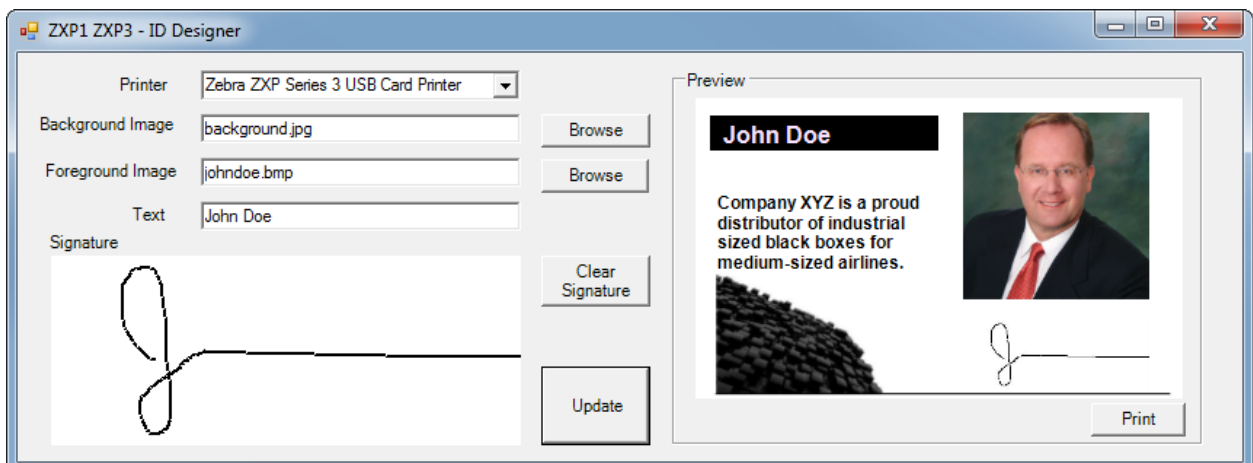 ZXP1 ZXP3 - ID Designer
Printer
Zebra ZXP Series 3 USB Card Printer
Background Image
background.jpg
Browse
Foreground Image
johndoe.bmp
Browse
Text
John Doe
Signature
Clear
Signature
Update
Preview
John Doe
Company XYZ is a proud
distributor of industrial
sized black boxes for
medium-sized airlines.
Print